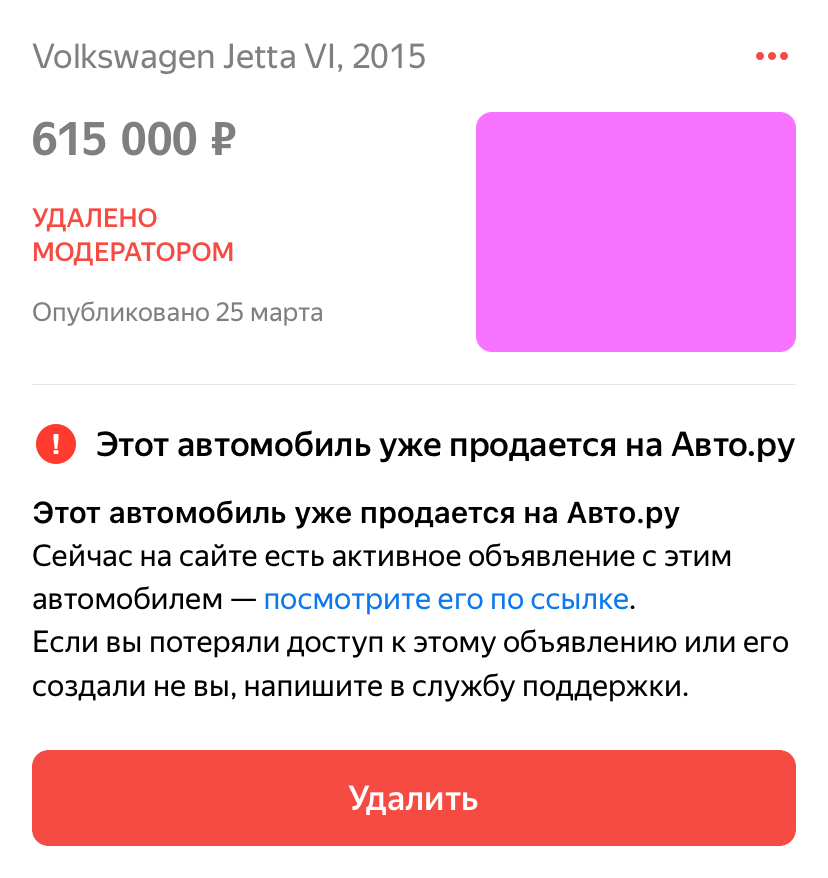 Volkswagen Jetta VI, 2015
615 000 ₽
УДАЛЕНО
МОДЕРАТОРОМ
Опубликовано 25 марта
Этот автомобиль уже продается на Авто.ру
Этот автомобиль уже продается на Авто.ру
Сейчас на сайте есть активное объявление с этим
автомобилем — посмотрите его по ссылке.
Если вы потеряли доступ к этому объявлению или его
создали не вы, напишите в службу поддержки.
Удалить